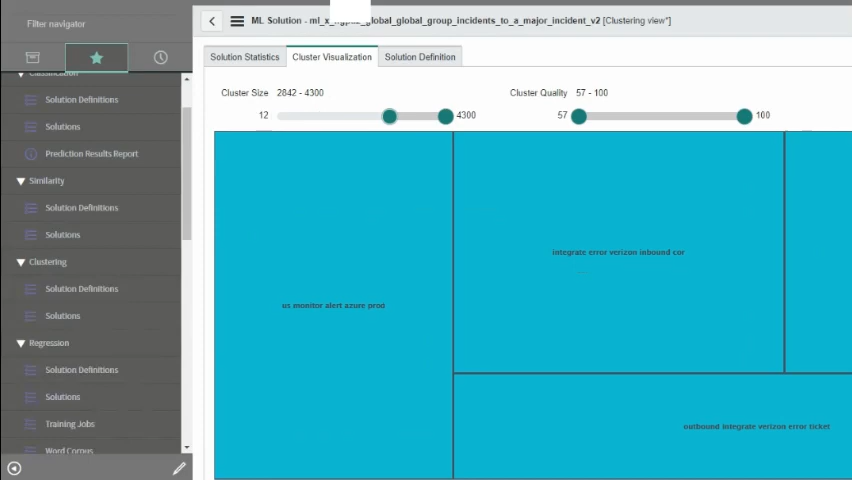 Filter navigator
ML Solution - ml_x_
_global_global_group_incidents_to_a_major_incident_v2 [Clustering view*]
Solution Statistics
Cluster Visualization
Solution Definition
Classification
Solution Definitions
Solutions
Prediction Results Report
Similarity
Solution Definitions
Solutions
Clustering
Solution Definitions
Solutions
Regression
Solution Definitions
Solutions
Training Jobs
Word Corpus
Cluster Size 2842 - 4300
12 4300
Cluster Quality 57 - 100
57 100
us monitor alert azure prod
integrate error verizon inbound cor
outbound integrate verizon error ticket